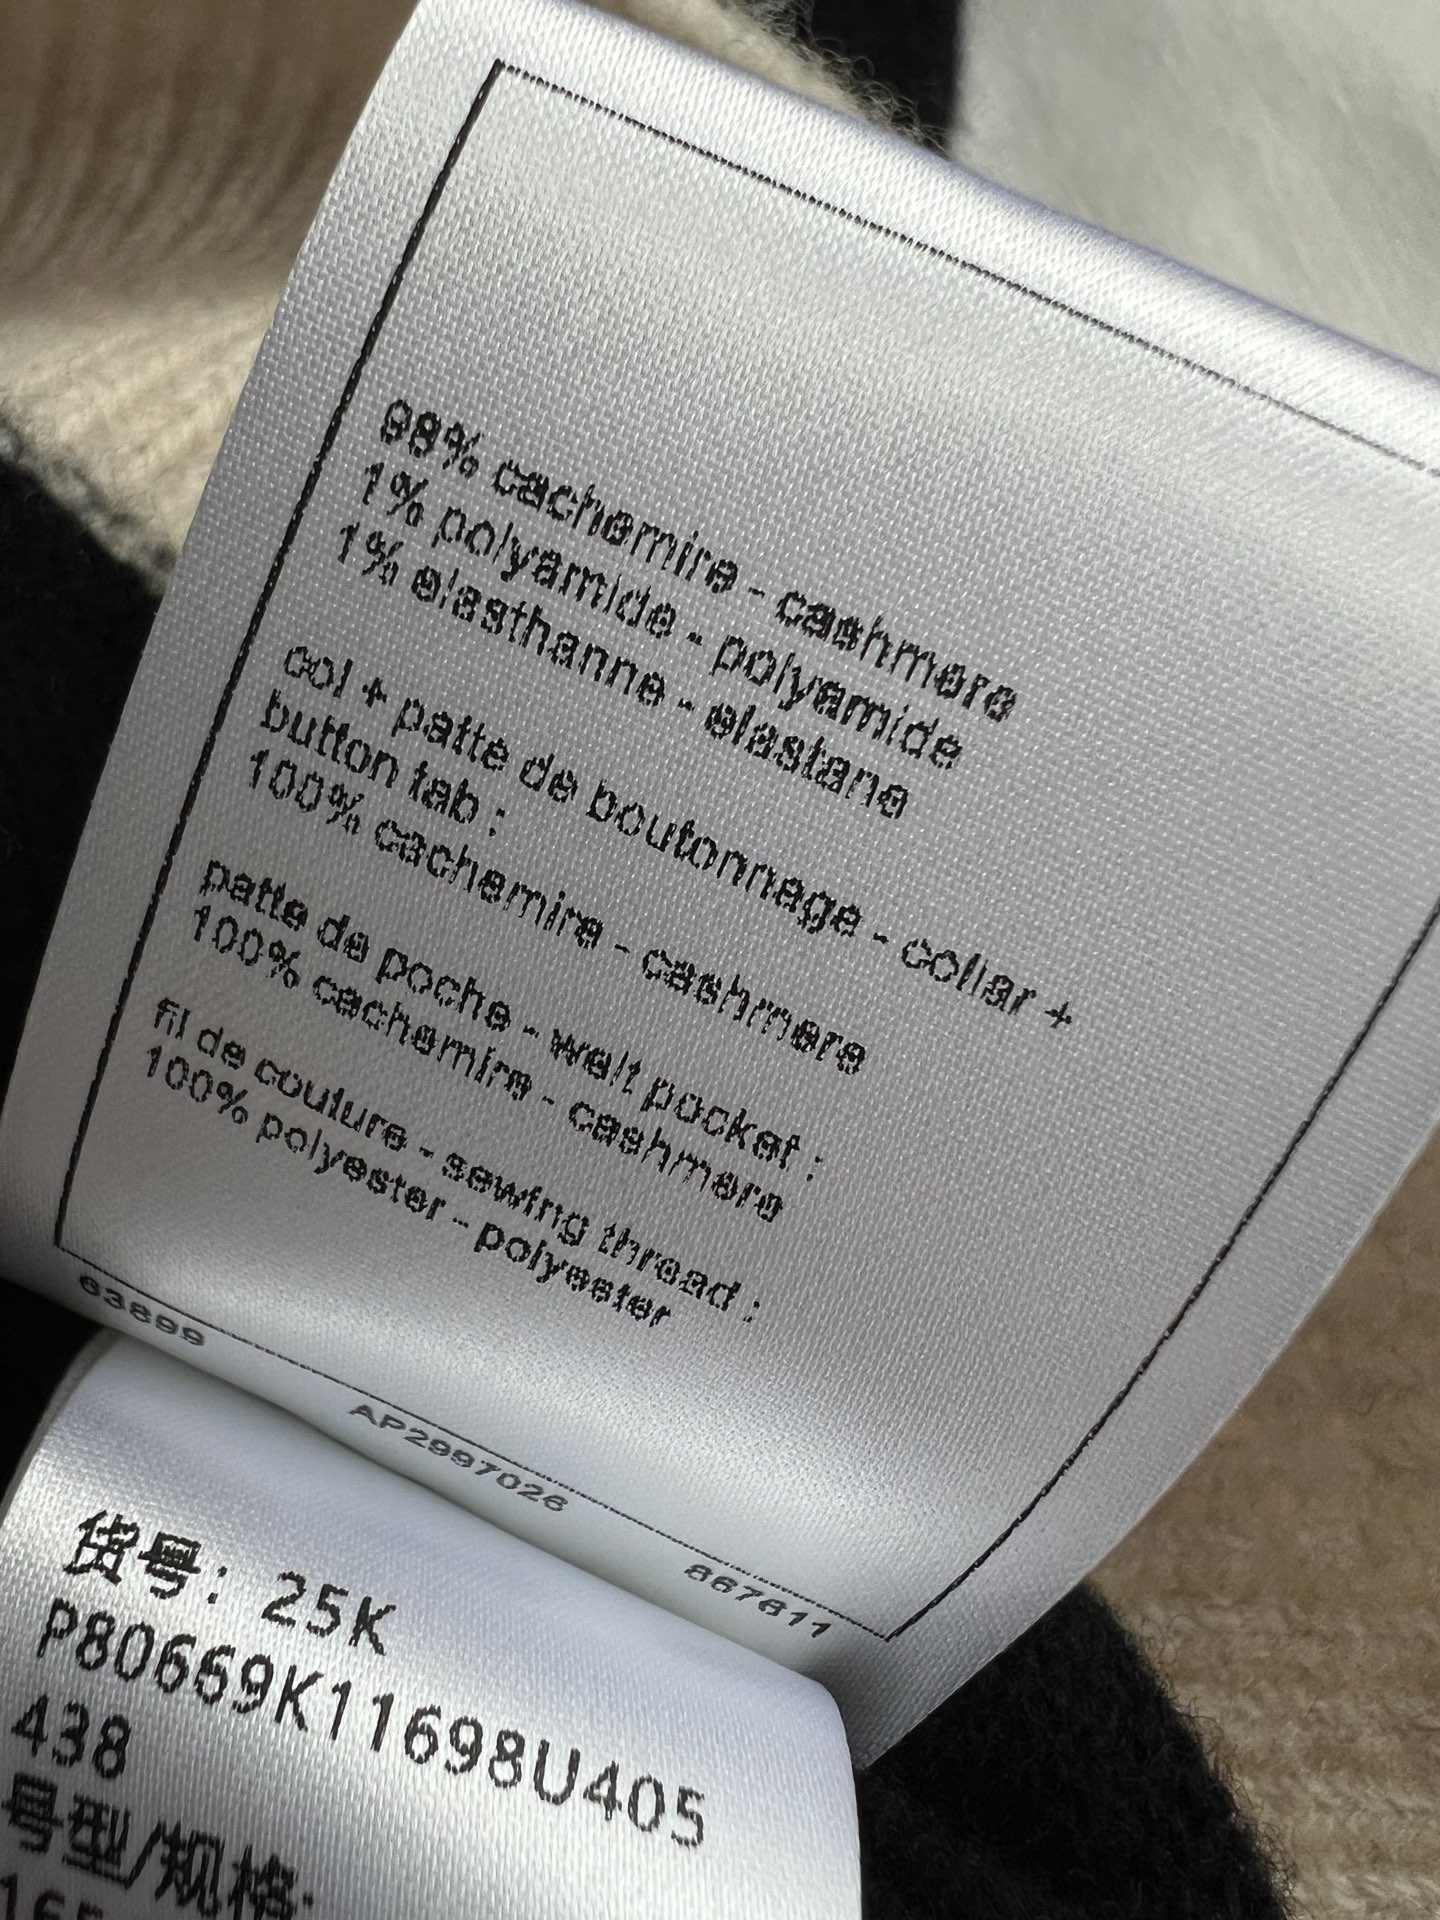 98% cachemire - cashmere
1% polyamide - polyamide
1% elasthanne - elastane
col + patte de boutonnage - collar +
button tab :
100% cachemire - cashmere
patte de poche - welt pocket :
100% cachemire - cashmere
fil de couture - sewing thread :
100% polyester - polyester
63899 AP2997026 867611
货号: 25K
P80669K11698U405
438
号型/规格:
165